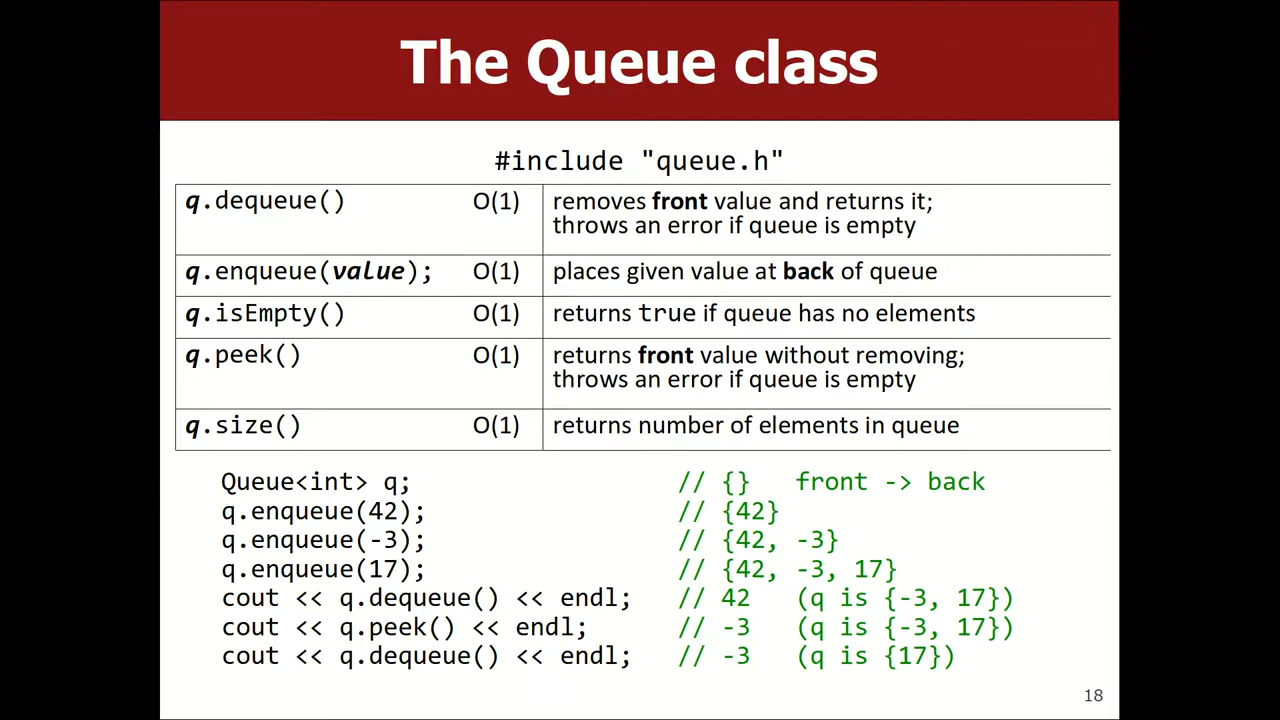 The Queue class
#include "queue.h"
q.dequeue() O(1) removes front value and returns it;
throws an error if queue is empty
q.enqueue(value); O(1) places given value at back of queue
q.isEmpty() O(1) returns true if queue has no elements
q.peek() O(1) returns front value without removing;
throws an error if queue is empty
q.size() O(1) returns number of elements in queue
Queue<int> q; // {} front -> back
q.enqueue(42); // {42}
q.enqueue(-3); // {42, -3}
q.enqueue(17); // {42, -3, 17}
cout << q.dequeue() << endl; // 42 (q is {-3, 17})
cout << q.peek() << endl; // -3 (q is {-3, 17})
cout << q.dequeue() << endl; // -3 (q is {17})
18